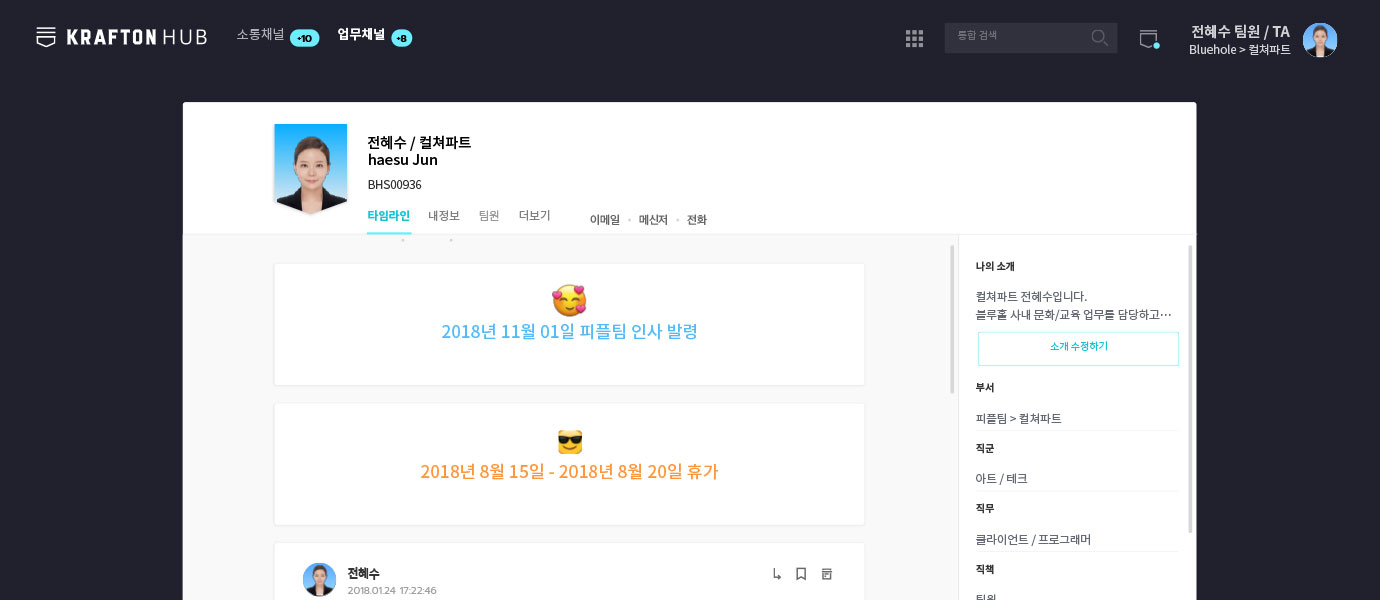 KRAFTON HUB
소통채널 +10 업무채널 +8
통합 검색
전혜수 팀원 / TA
Bluehole > 컬쳐파트
전혜수 / 컬쳐파트
haesu Jun
BHS00936
타임라인 내정보 팀원 더보기 이메일 메신저 전화
2018년 11월 01일 피플팀 인사 발령
2018년 8월 15일 - 2018년 8월 20일 휴가
전혜수
2018.01.24 17:22:46
나의 소개
컬쳐파트 전혜수입니다.
블루홀 사내 문화/교육 업무를 담당하고···
소개 수정하기
부서
피플팀 > 컬쳐파트
직군
아트 / 테크
직무
클라이언트 / 프로그래머
직책
팀원